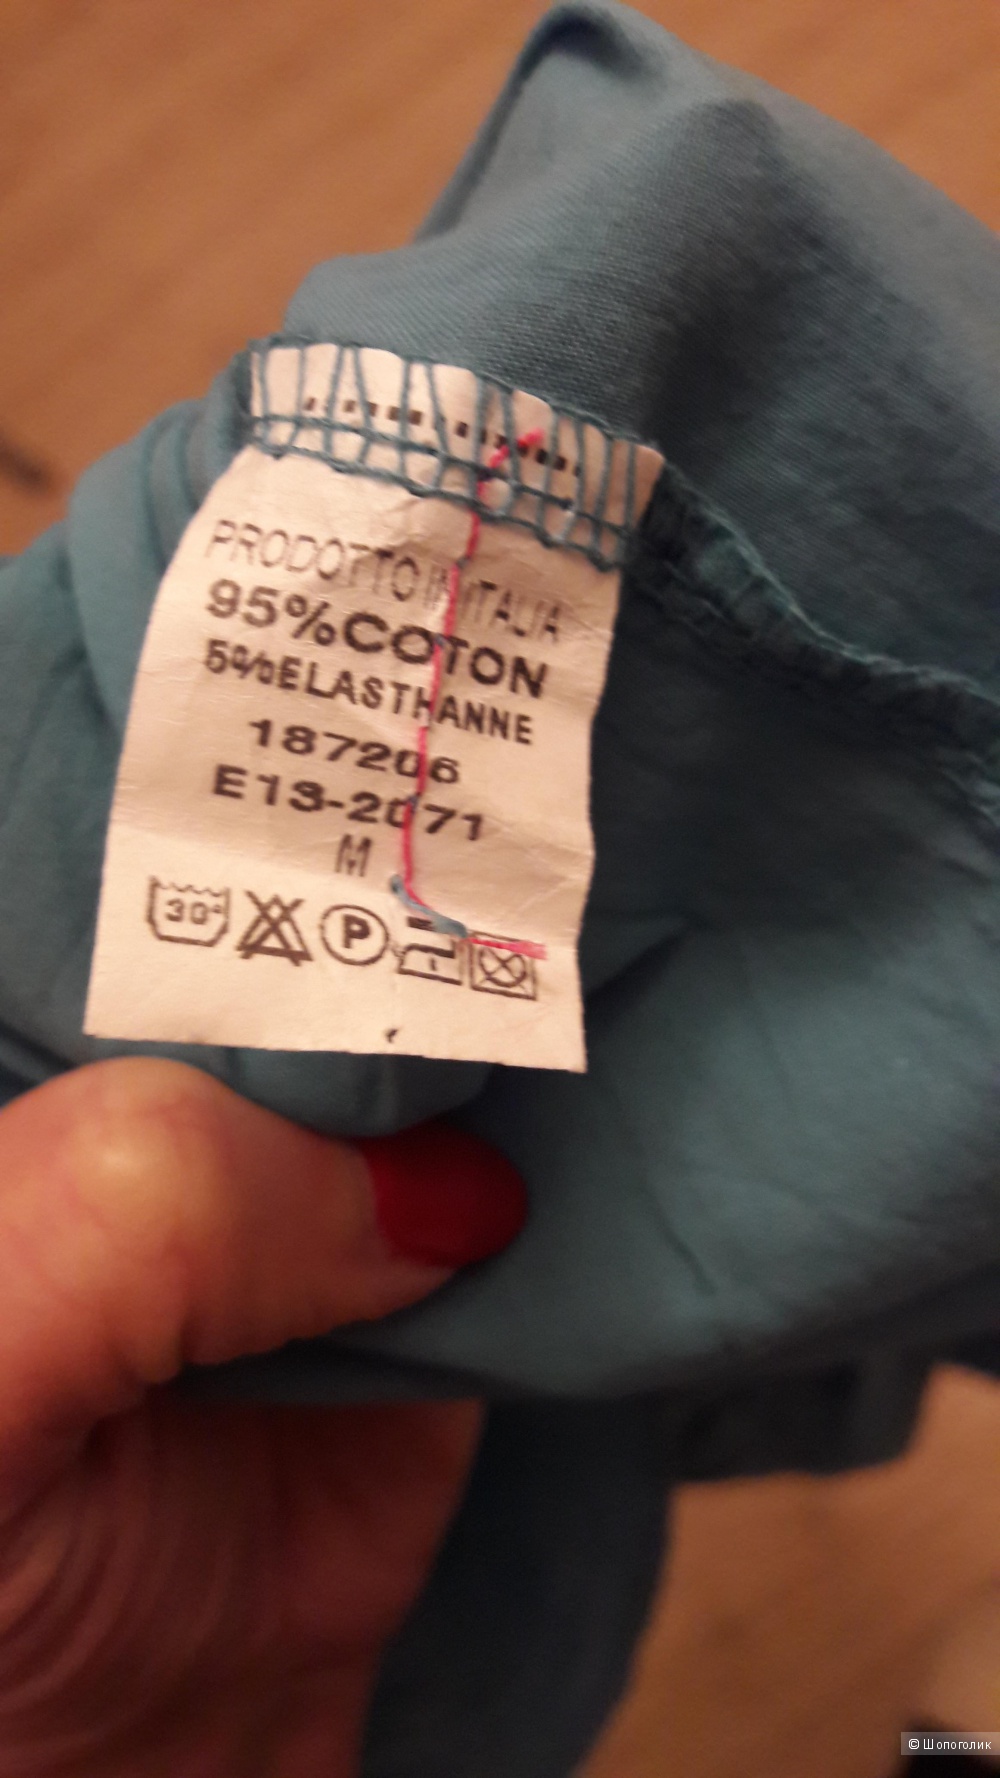 PRODOTTO IN ITALIA
95%COTON
5%ELASTHANNE
187206
E13-2071
M
30°
P
© Шопоголик